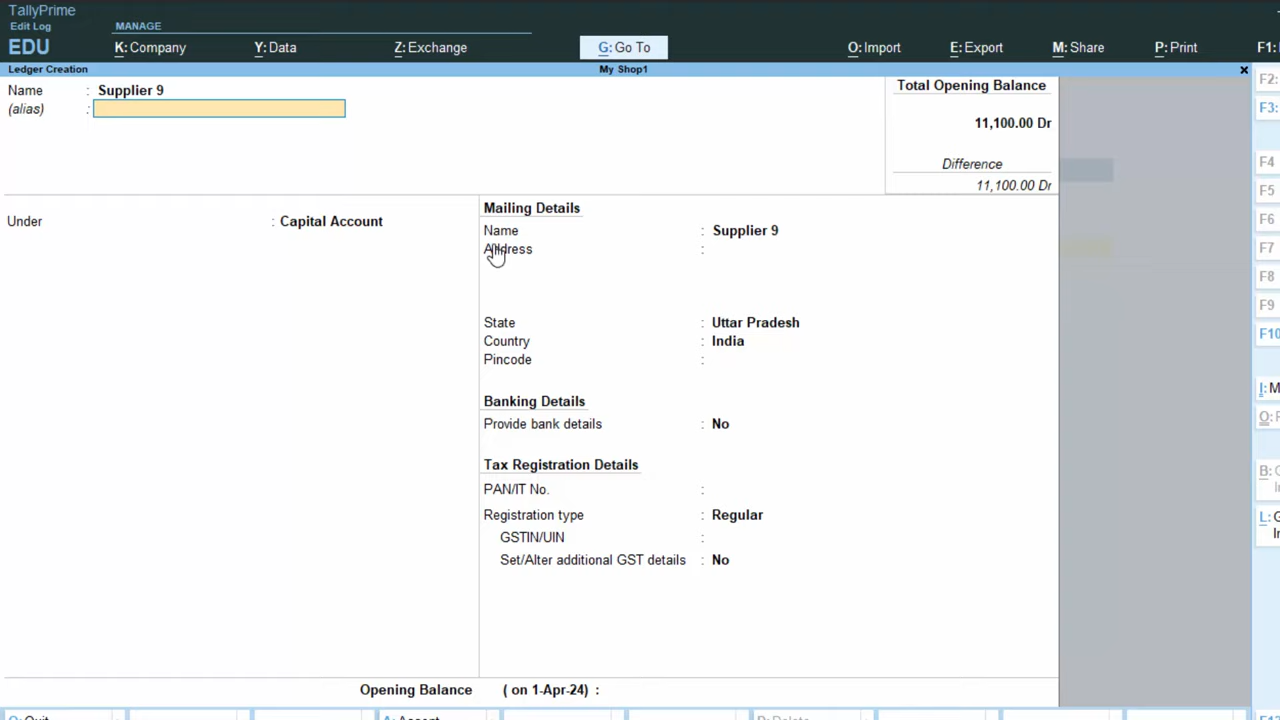 TallyPrime
Edit Log
EDU
MANAGE
K: Company
Y: Data
Z: Exchange
G: Go To
O: Import
E: Export
M: Share
P: Print
F1:
Ledger Creation
My Shop1
Name : Supplier 9
(alias) :
Total Opening Balance
11,100.00 Dr
Difference
11,100.00 Dr
Under : Capital Account
Mailing Details
Name : Supplier 9
Address :
State : Uttar Pradesh
Country : India
Pincode :
Banking Details
Provide bank details : No
Tax Registration Details
PAN/IT No. :
Registration type : Regular
GSTIN/UIN :
Set/Alter additional GST details : No
Opening Balance ( on 1-Apr-24) :
F2:
F3:
F4
F5
F6
F7
F8
F9
F10
I: M
O:
B:
L: G
Q: Quit
A: Accept
D: Delete
F12